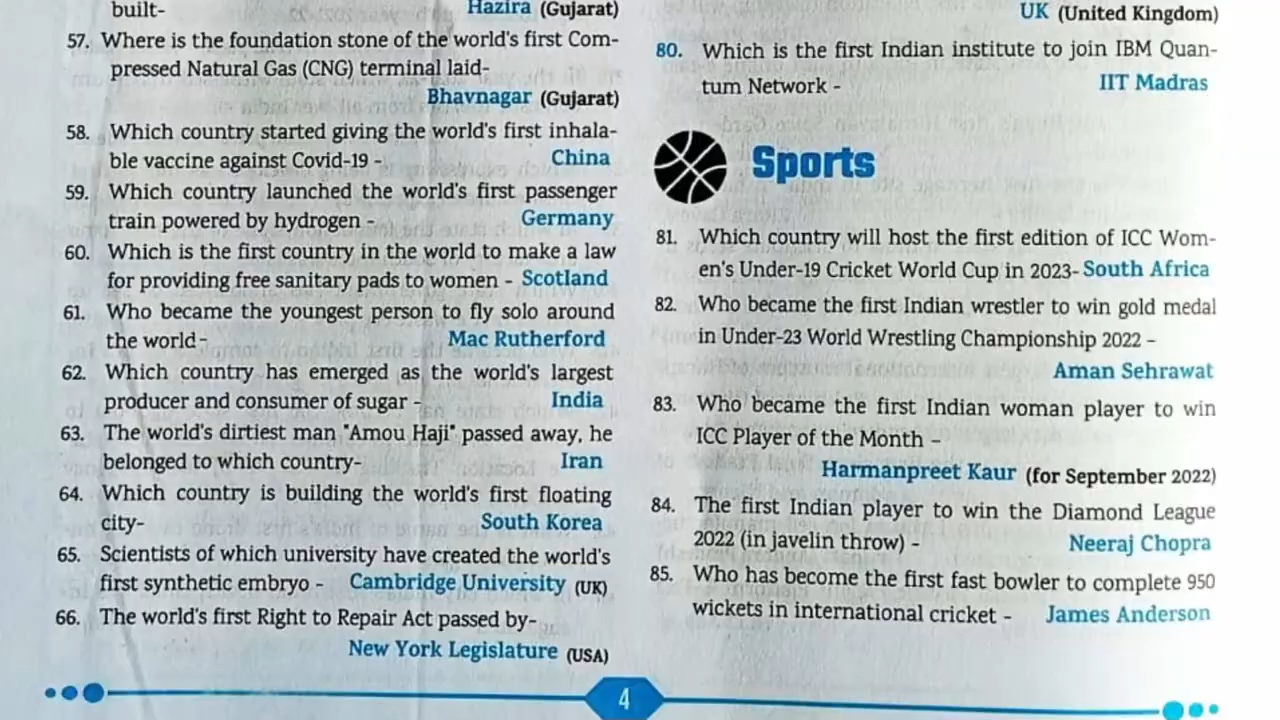 built-
Hazira (Gujarat)
57. Where is the foundation stone of the world's first Com-
pressed Natural Gas (CNG) terminal laid-
Bhavnagar (Gujarat)
58. Which country started giving the world's first inhala-
ble vaccine against Covid-19 - China
59. Which country launched the world's first passenger
train powered by hydrogen - Germany
60. Which is the first country in the world to make a law
for providing free sanitary pads to women - Scotland
61. Who became the youngest person to fly solo around
the world - Mac Rutherford
62. Which country has emerged as the world's largest
producer and consumer of sugar - India
63. The world's dirtiest man "Amou Haji" passed away, he
belonged to which country- Iran
64. Which country is building the world's first floating
city- South Korea
65. Scientists of which university have created the world's
first synthetic embryo - Cambridge University (UK)
66. The world's first Right to Repair Act passed by-
New York Legislature (USA)
UK (United Kingdom)
80. Which is the first Indian institute to join IBM Quan-
tum Network - IIT Madras
Sports
81. Which country will host the first edition of ICC Wom-
en's Under-19 Cricket World Cup in 2023- South Africa
82. Who became the first Indian wrestler to win gold medal
in Under-23 World Wrestling Championship 2022 -
Aman Sehrawat
83. Who became the first Indian woman player to win
ICC Player of the Month -
Harmanpreet Kaur (for September 2022)
84. The first Indian player to win the Diamond League
2022 (in javelin throw) - Neeraj Chopra
85. Who has become the first fast bowler to complete 950
wickets in international cricket - James Anderson
4